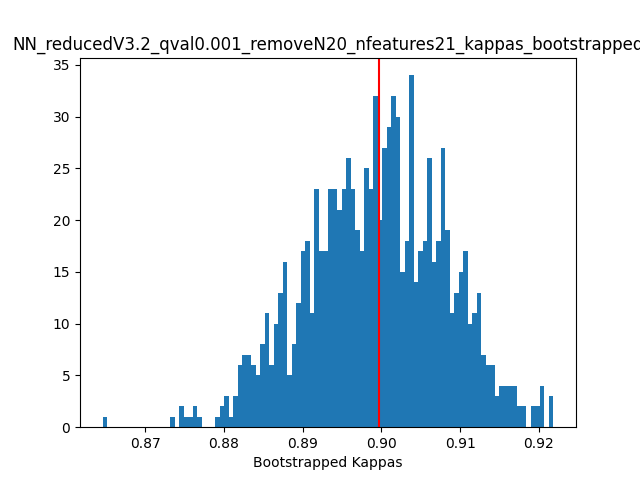 NN_reducedV3.2_qval0.001_removeN20_nfeatures21_kappas_bootstrapped
35
30
25
20
15
10
5
0
0.87 0.88 0.89 0.90 0.91 0.92
Bootstrapped Kappas